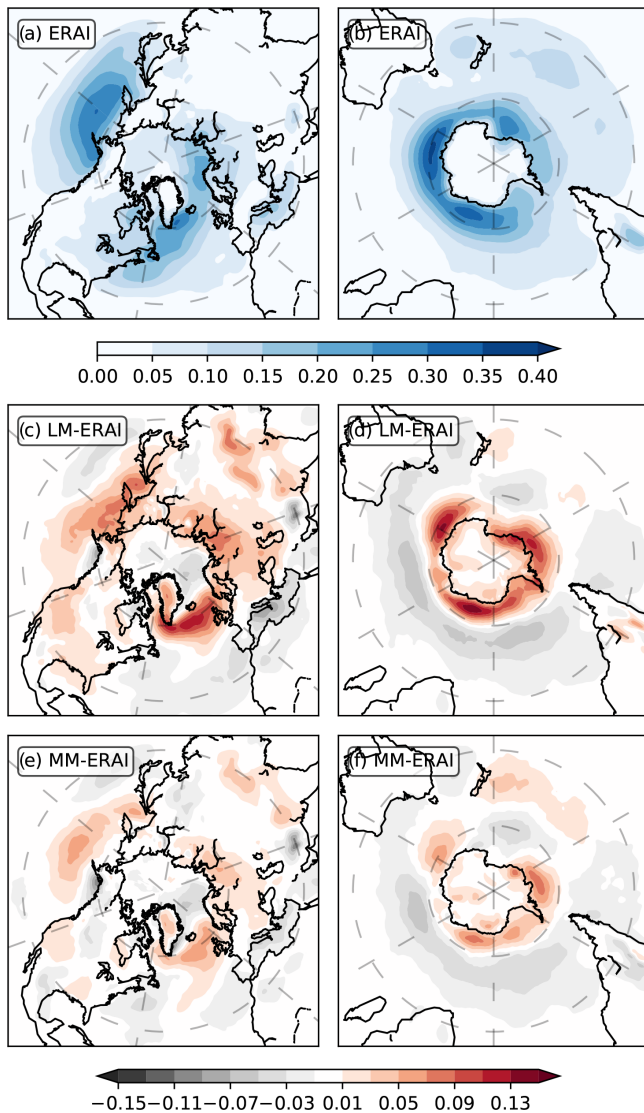 (a) ERAI
(b) ERAI
0.00 0.05 0.10 0.15 0.20 0.25 0.30 0.35 0.40
(c) LM-ERAI
(d) LM-ERAI
(e) MM-ERAI
(f) MM-ERAI
−0.15 −0.11 −0.07 −0.03 0.01 0.05 0.09 0.13